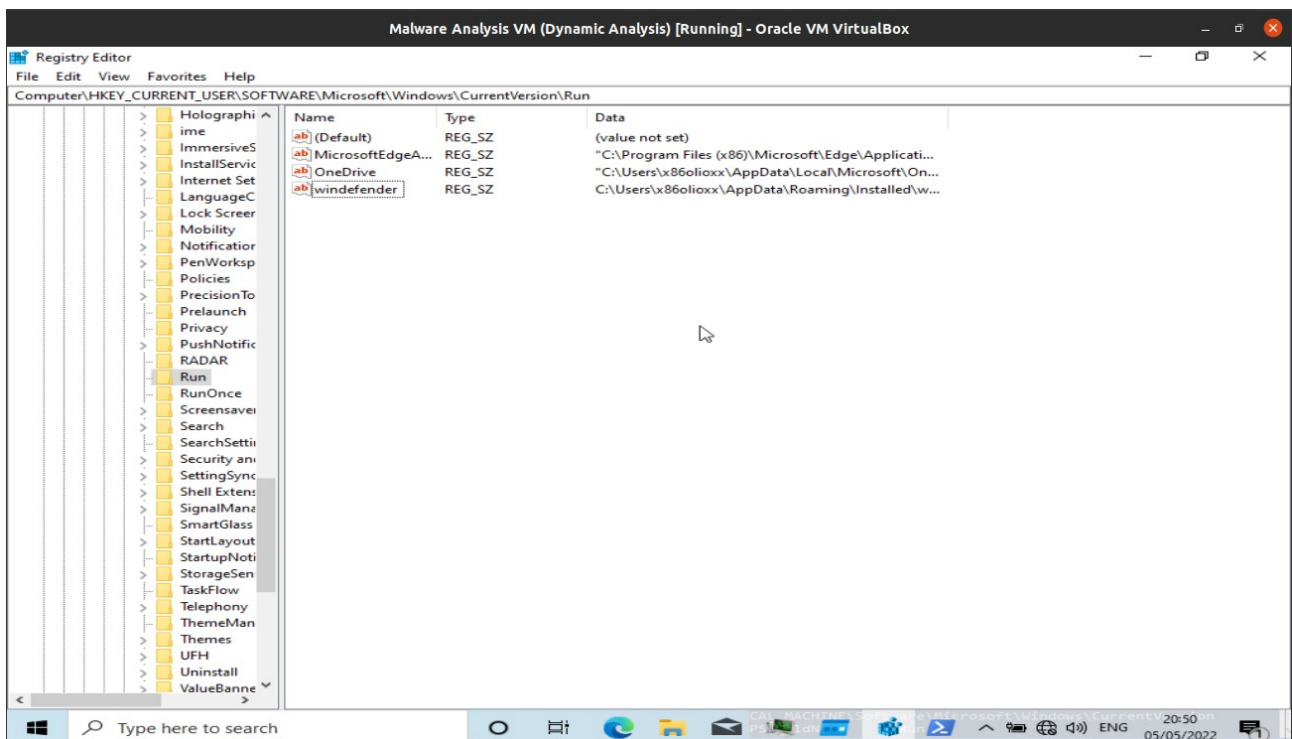 Malware Analysis VM (Dynamic Analysis) [Running] - Oracle VM VirtualBox
Registry Editor
File Edit View Favorites Help
Computer\HKEY_CURRENT_USER\SOFTWARE\Microsoft\Windows\CurrentVersion\Run
Holographi
ime
ImmersiveS
InstallServic
Internet Set
LanguageC
Lock Screer
Mobility
Notificatior
PenWorksp
Policies
PrecisionTo
Prelaunch
Privacy
PushNotific
RADAR
Run
RunOnce
Screensaver
Search
SearchSettir
Security an
SettingSync
Shell Extens
SignalMana
SmartGlass
StartLayout
StartupNoti
StorageSen
TaskFlow
Telephony
ThemeMan
Themes
UFH
Uninstall
ValueBanne
Name Type Data
(Default) REG_SZ (value not set)
MicrosoftEdgeA... REG_SZ "C:\Program Files (x86)\Microsoft\Edge\Applicati...
OneDrive REG_SZ "C:\Users\x86olioxx\AppData\Local\Microsoft\On...
windefender REG_SZ C:\Users\x86olioxx\AppData\Roaming\Installed\w...
Type here to search
ENG
20:50
05/05/2022